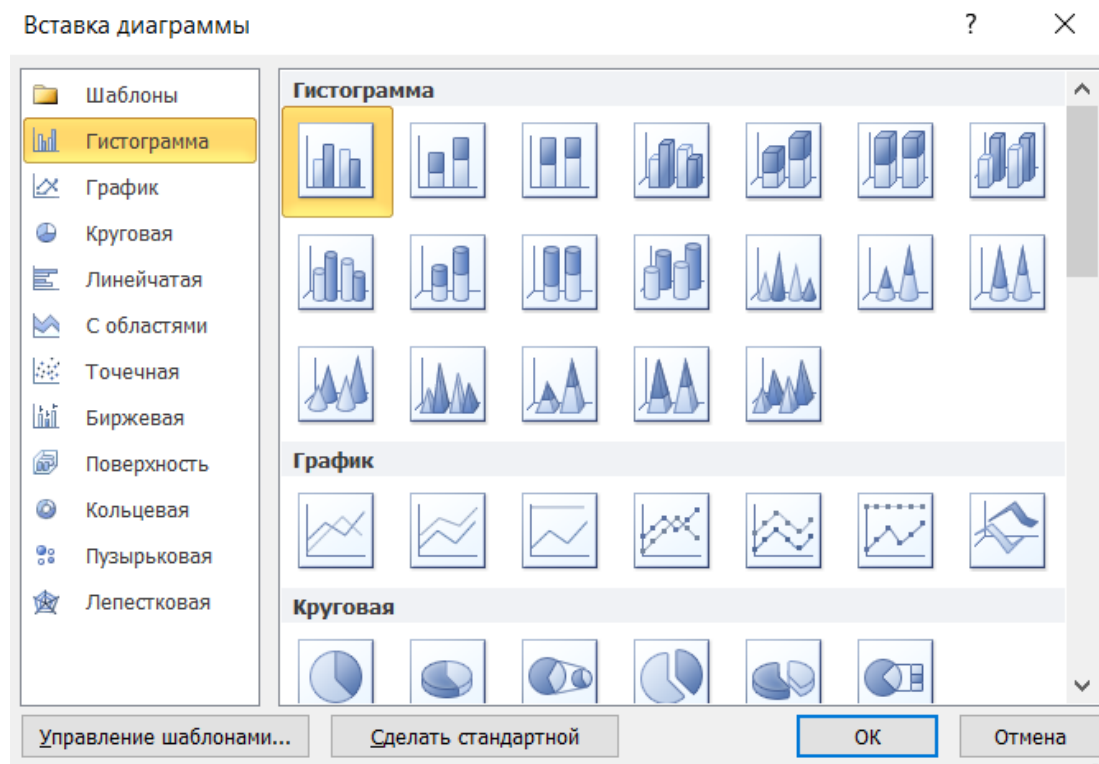 Вставка диаграммы
?
Шаблоны
Гистограмма
График
Круговая
Линейчатая
С областями
Точечная
Биржевая
Поверхность
Кольцевая
Пузырьковая
Лепестковая
Гистограмма
График
Круговая
Управление шаблонами...
Сделать стандартной
ОК
Отмена